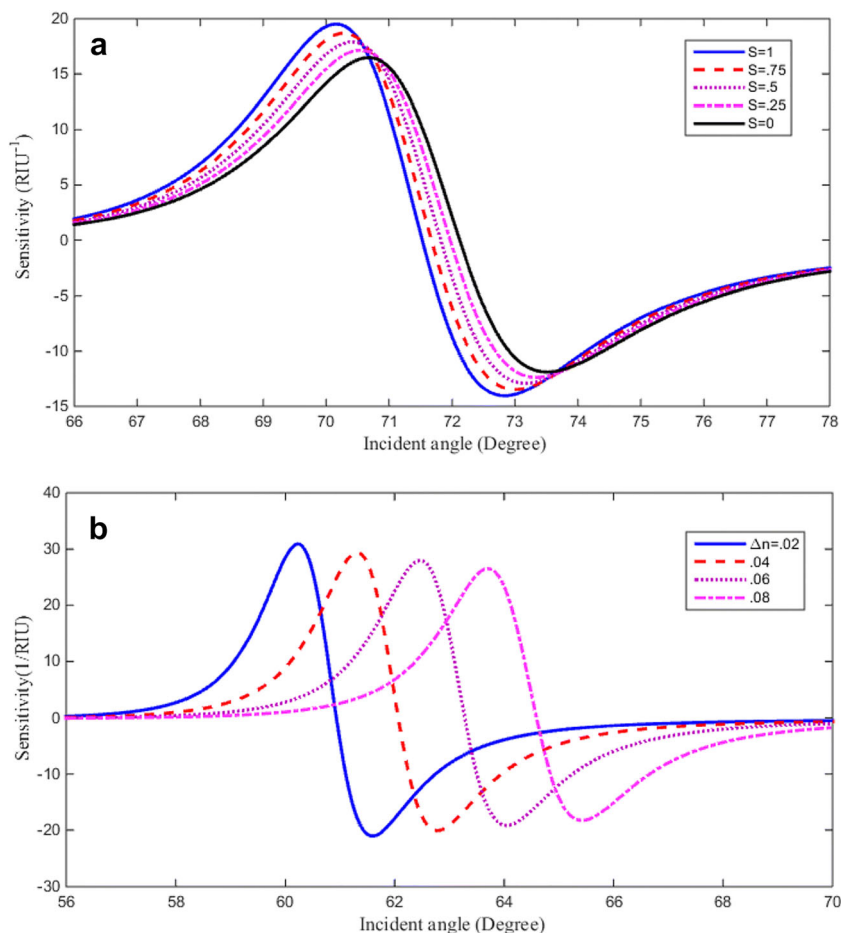 a
20
15
10
5
0
-5
-10
-15
Sensitivity (RIU⁻¹)
S=1
S=.75
S=.5
S=.25
S=0
66 67 68 69 70 71 72 73 74 75 76 77 78
Incident angle (Degree)
b
40
30
20
10
0
-10
-20
-30
Sensitivity(1/RIU)
Δn=.02
.04
.06
.08
56 58 60 62 64 66 68 70
Incident angle (Degree)